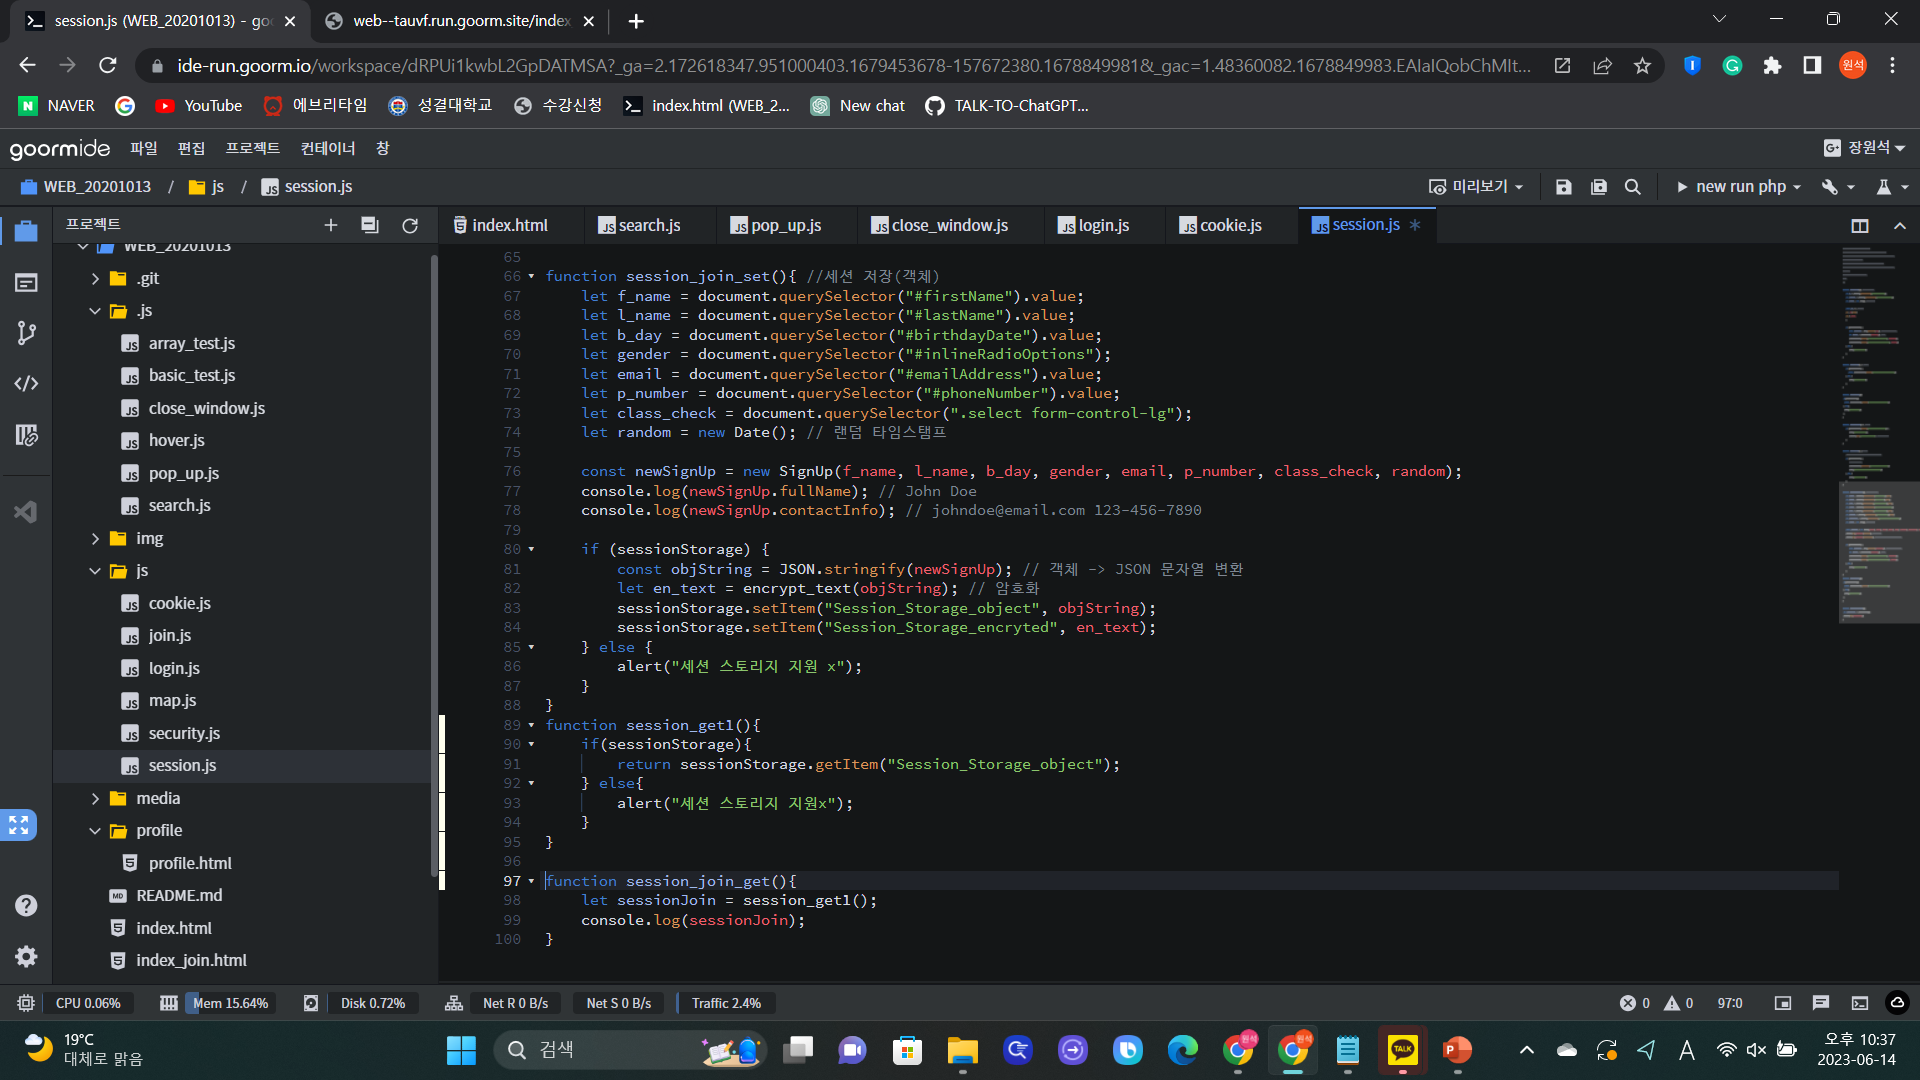 session.js (WEB_20201013) - goo
web--tauvf.run.goorm.site/index
ide-run.goorm.io/workspace/dRPUi1kwbL2GpDATMSA?_ga=2.172618347.951000403.1679453678-157672380.1678849981&_gac=1.48360082.1678849983.EAIaIQobChMIt...
원석
NAVER
YouTube
에브리타임
성결대학교
수강신청
index.html (WEB_2...
New chat
TALK-TO-ChatGPT...
goormide 파일 편집 프로젝트 컨테이너 창
장원석
WEB_20201013 / js / session.js
미리보기
new run php
프로젝트
index.html
search.js
pop_up.js
close_window.js
login.js
cookie.js
session.js
WEB_20201013
.git
.js
array_test.js
basic_test.js
close_window.js
hover.js
pop_up.js
search.js
img
js
cookie.js
join.js
login.js
map.js
security.js
session.js
media
profile
profile.html
README.md
index.html
index_join.html
65
66 function session_join_set(){ //세션 저장(객체)
67 let f_name = document.querySelector("#firstName").value;
68 let l_name = document.querySelector("#lastName").value;
69 let b_day = document.querySelector("#birthdayDate").value;
70 let gender = document.querySelector("#inlineRadioOptions");
71 let email = document.querySelector("#emailAddress").value;
72 let p_number = document.querySelector("#phoneNumber").value;
73 let class_check = document.querySelector(".select form-control-lg");
74 let random = new Date(); // 랜덤 타임스탬프
75
76 const newSignUp = new SignUp(f_name, l_name, b_day, gender, email, p_number, class_check, random);
77 console.log(newSignUp.fullName); // John Doe
78 console.log(newSignUp.contactInfo); // johndoe@email.com 123-456-7890
79
80 if (sessionStorage) {
81 const objString = JSON.stringify(newSignUp); // 객체 -> JSON 문자열 변환
82 let en_text = encrypt_text(objString); // 암호화
83 sessionStorage.setItem("Session_Storage_object", objString);
84 sessionStorage.setItem("Session_Storage_encryted", en_text);
85 } else {
86 alert("세션 스토리지 지원 x");
87 }
88 }
89 function session_get1(){
90 if(sessionStorage){
91 return sessionStorage.getItem("Session_Storage_object");
92 } else{
93 alert("세션 스토리지 지원x");
94 }
95 }
96
97 function session_join_get(){
98 let sessionJoin = session_get1();
99 console.log(sessionJoin);
100 }
CPU 0.06%
Mem 15.64%
Disk 0.72%
Net R 0 B/s
Net S 0 B/s
Traffic 2.4%
0
0
97:0
19°C
대체로 맑음
검색
TALK
A
오후 10:37
2023-06-14